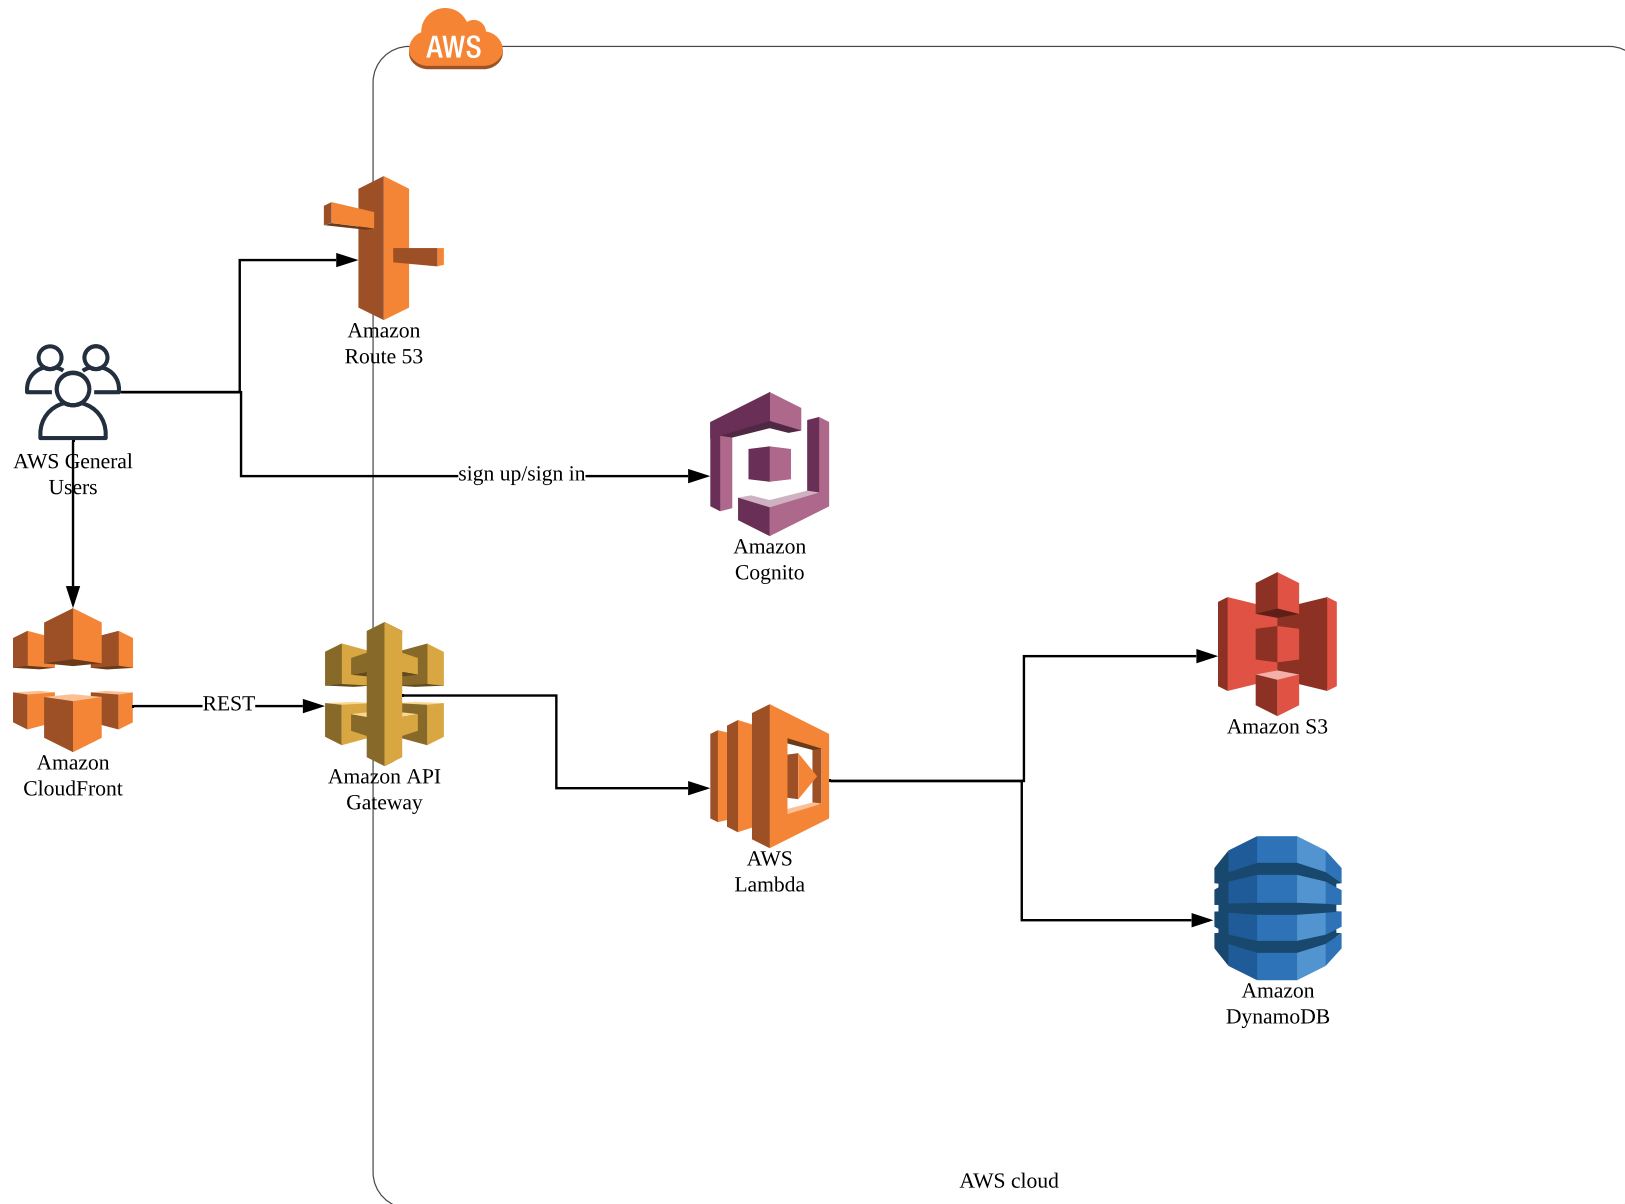 AWS
Amazon
Route 53
AWS General
Users
sign up/sign in
Amazon
Cognito
Amazon
CloudFront
REST
Amazon API
Gateway
AWS
Lambda
Amazon S3
Amazon
DynamoDB
AWS cloud